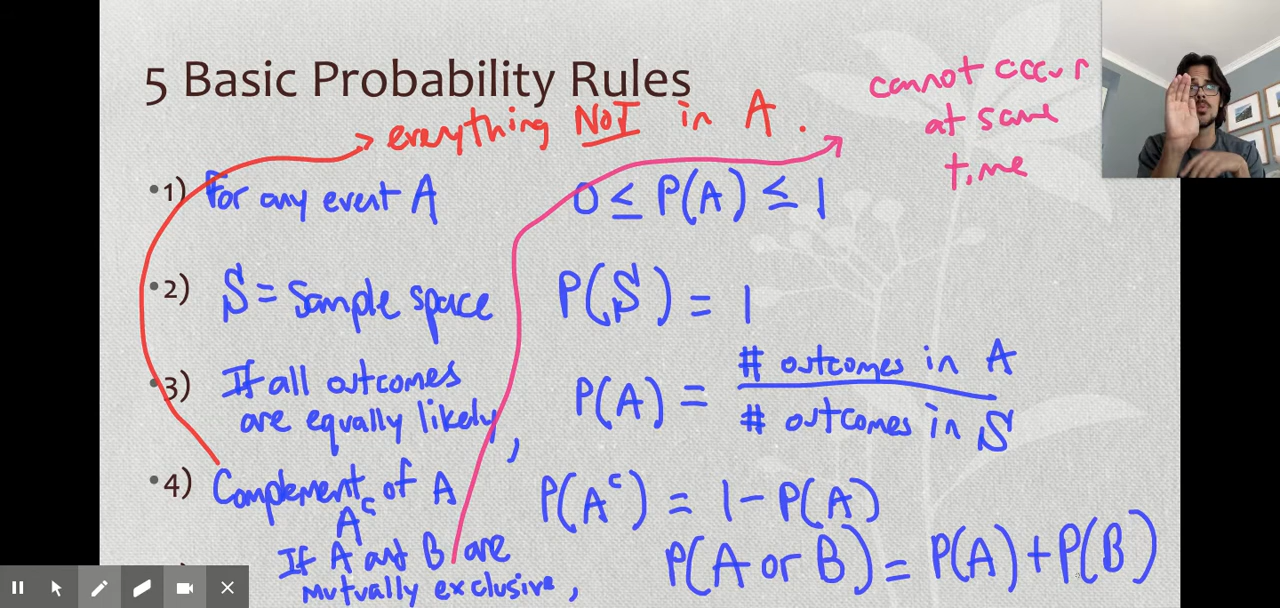 5 Basic Probability Rules
cannot occur
at same
time
everything NOT in A.
• 1) For any event A 0 ≤ P(A) ≤ 1
• 2) S = Sample space P(S) = 1
• 3) If all outcomes
are equally likely, P(A) = # outcomes in A
# outcomes in S
• 4) Complement of A
A^c P(A^c) = 1 - P(A)
If A and B are
mutually exclusive, P(A or B) = P(A) + P(B)